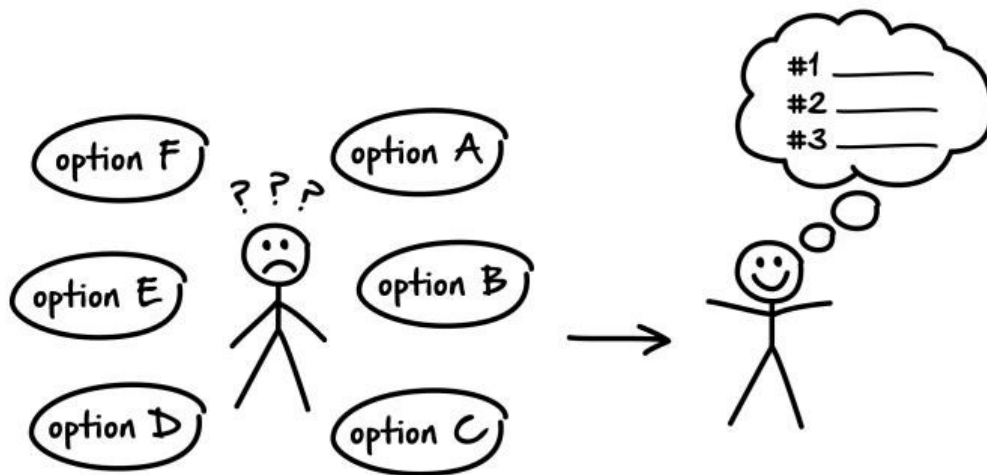 option F
option A
? ? ?
option E
option B
option D
option C
#1
#2
#3